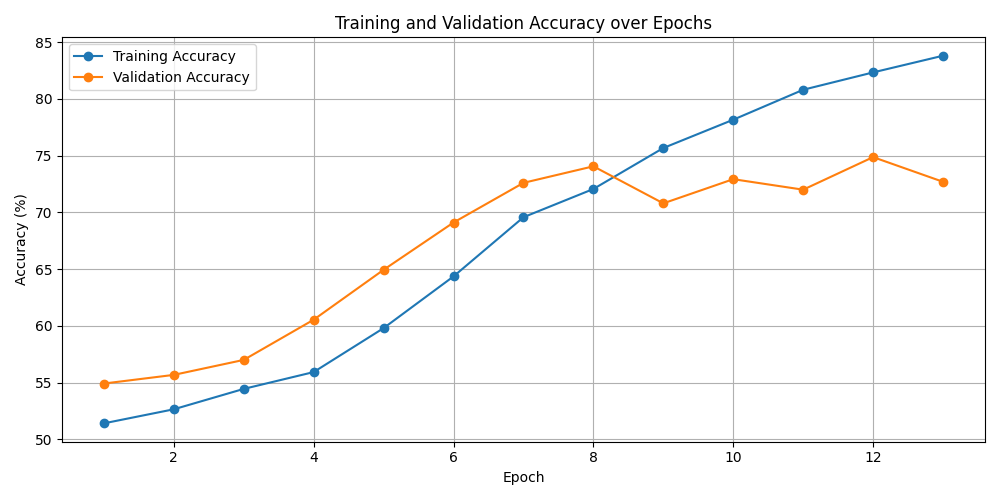 Training and Validation Accuracy over Epochs
Training Accuracy
Validation Accuracy
85
80
75
70
65
60
55
50
Accuracy (%)
2 4 6 8 10 12
Epoch